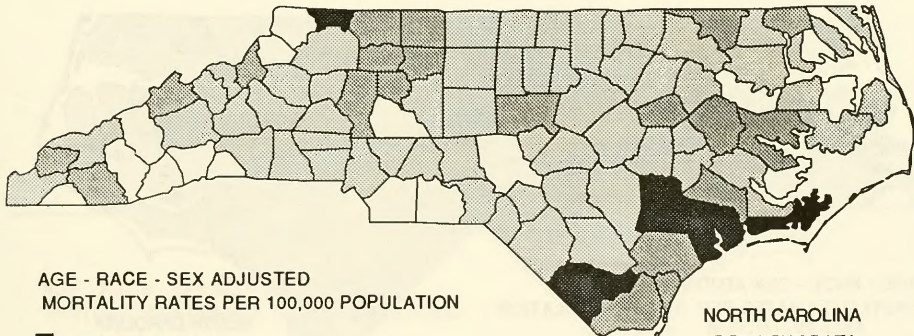 AGE - RACE - SEX ADJUSTED
MORTALITY RATES PER 100,000 POPULATION
NORTH CAROLINA